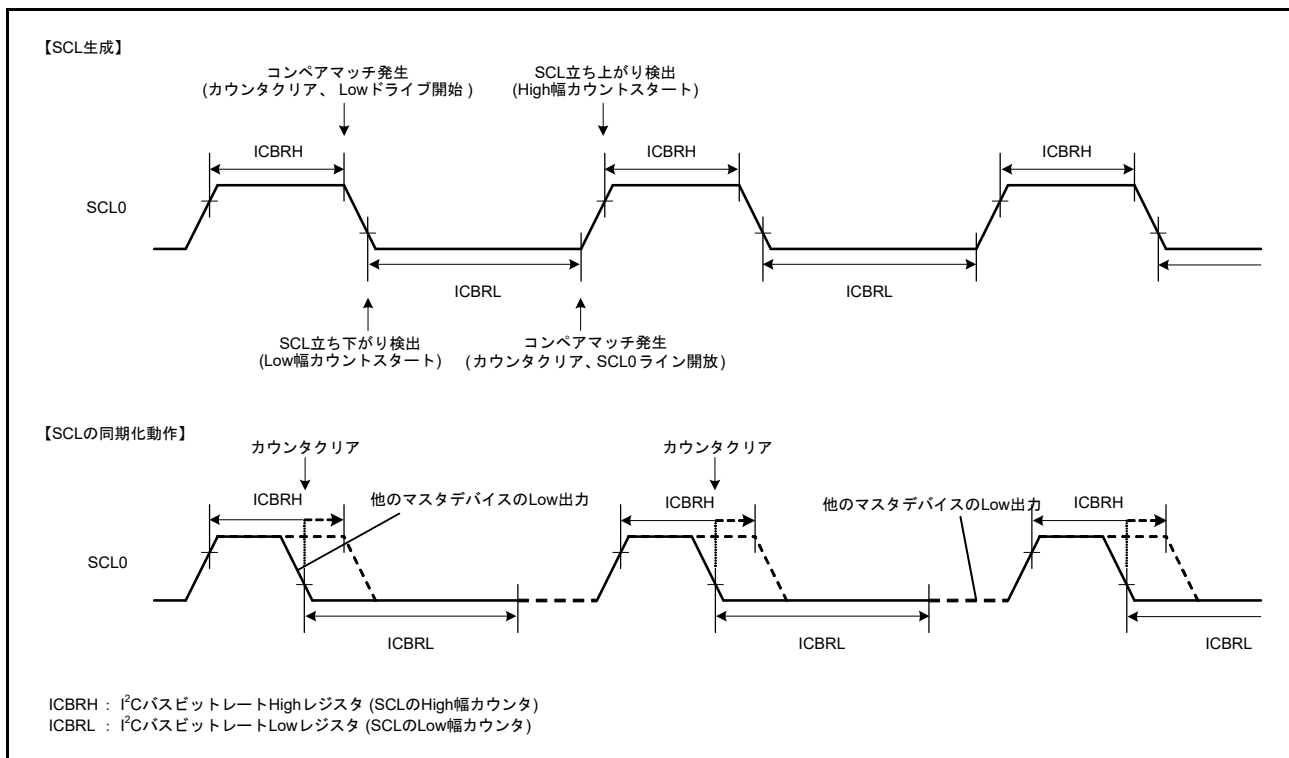 【SCL生成】
コンペアマッチ発生
(カウンタクリア、 Lowドライブ開始 )
SCL立ち上がり検出
(High幅カウントスタート)
ICBRH
ICBRH
ICBRH
SCL0
ICBRL
ICBRL
SCL立ち下がり検出
(Low幅カウントスタート)
コンペアマッチ発生
(カウンタクリア、SCL0ライン開放 )
【SCLの同期化動作】
カウンタクリア
カウンタクリア
ICBRH
他のマスタデバイスのLow出力
ICBRH
他のマスタデバイスのLow出力
ICBRH
SCL0
ICBRL
ICBRL
ICBRL
ICBRH : I²CバスビットレートHighレジスタ (SCLのHigh幅カウンタ)
ICBRL : I²CバスビットレートLowレジスタ (SCLのLow幅カウンタ)